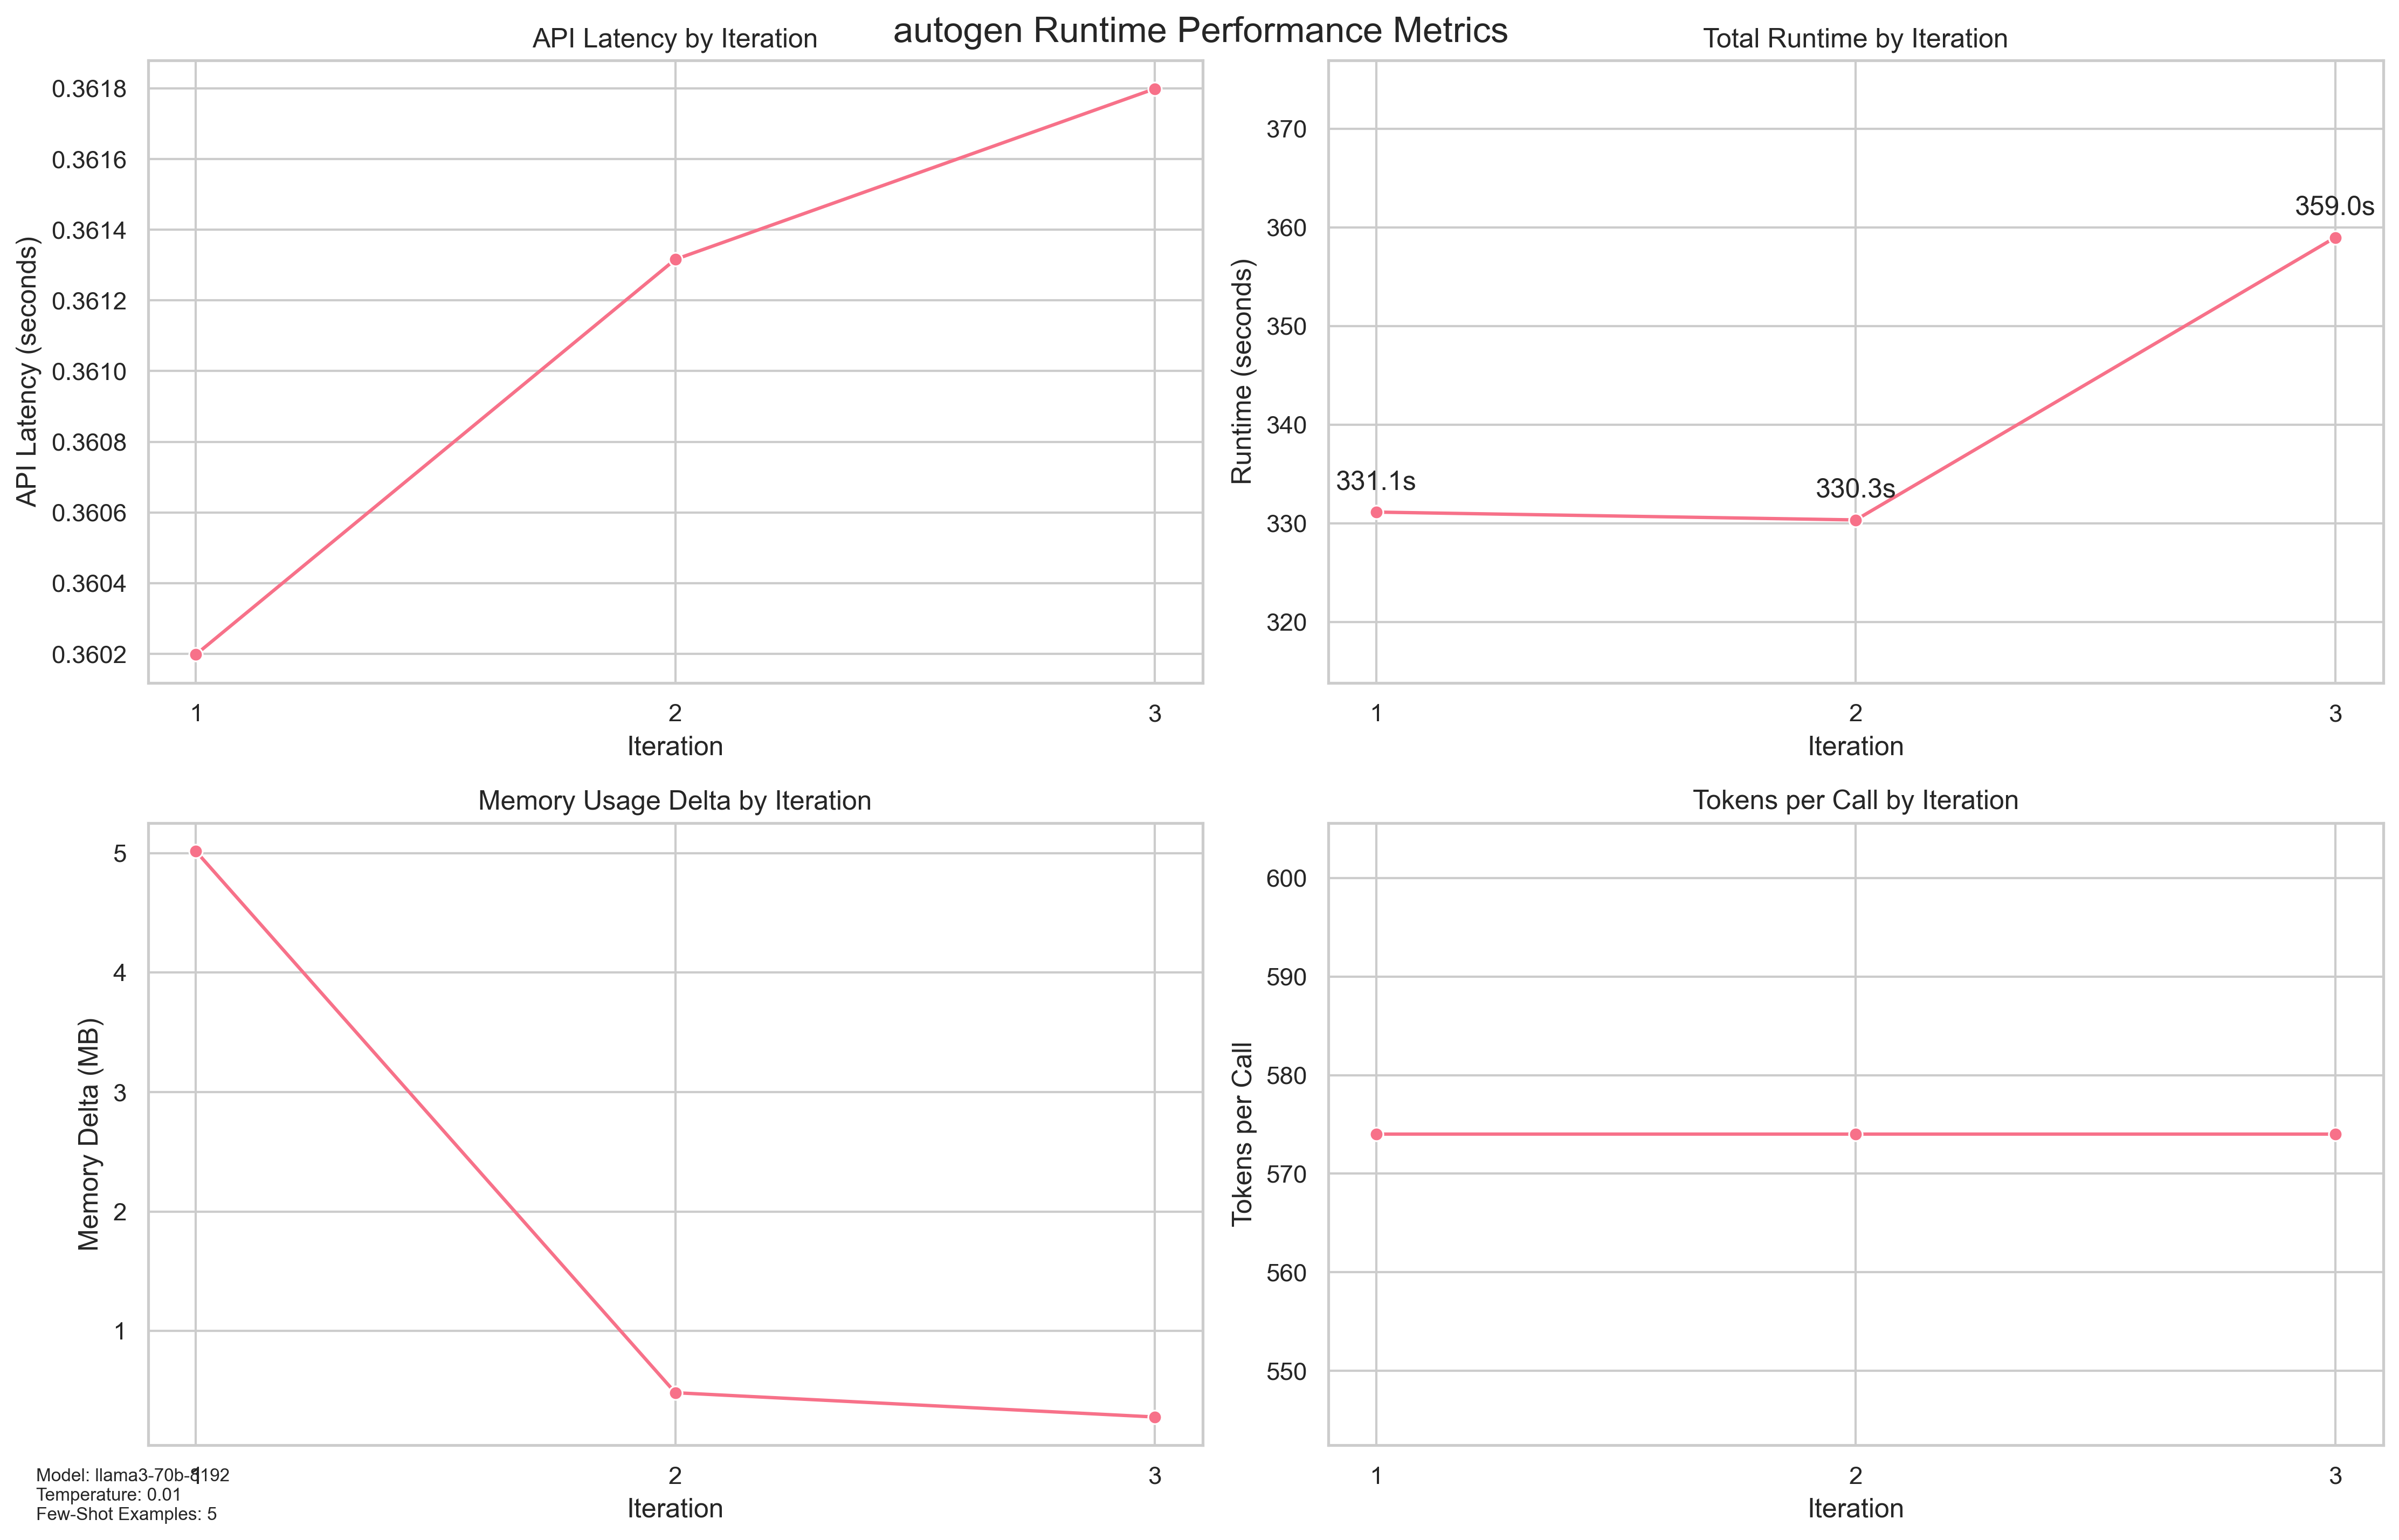 autogen Runtime Performance Metrics
API Latency by Iteration
API Latency (seconds)
0.3618
0.3616
0.3614
0.3612
0.3610
0.3608
0.3606
0.3604
0.3602
1 2 3
Iteration
Total Runtime by Iteration
Runtime (seconds)
370
360
350
340
330
320
331.1s
330.3s
359.0s
1 2 3
Iteration
Memory Usage Delta by Iteration
Memory Delta (MB)
5
4
3
2
1
1 2 3
Iteration
Tokens per Call by Iteration
Tokens per Call
600
590
580
570
560
550
1 2 3
Iteration
Model: llama3-70b-8192
Temperature: 0.01
Few-Shot Examples: 5